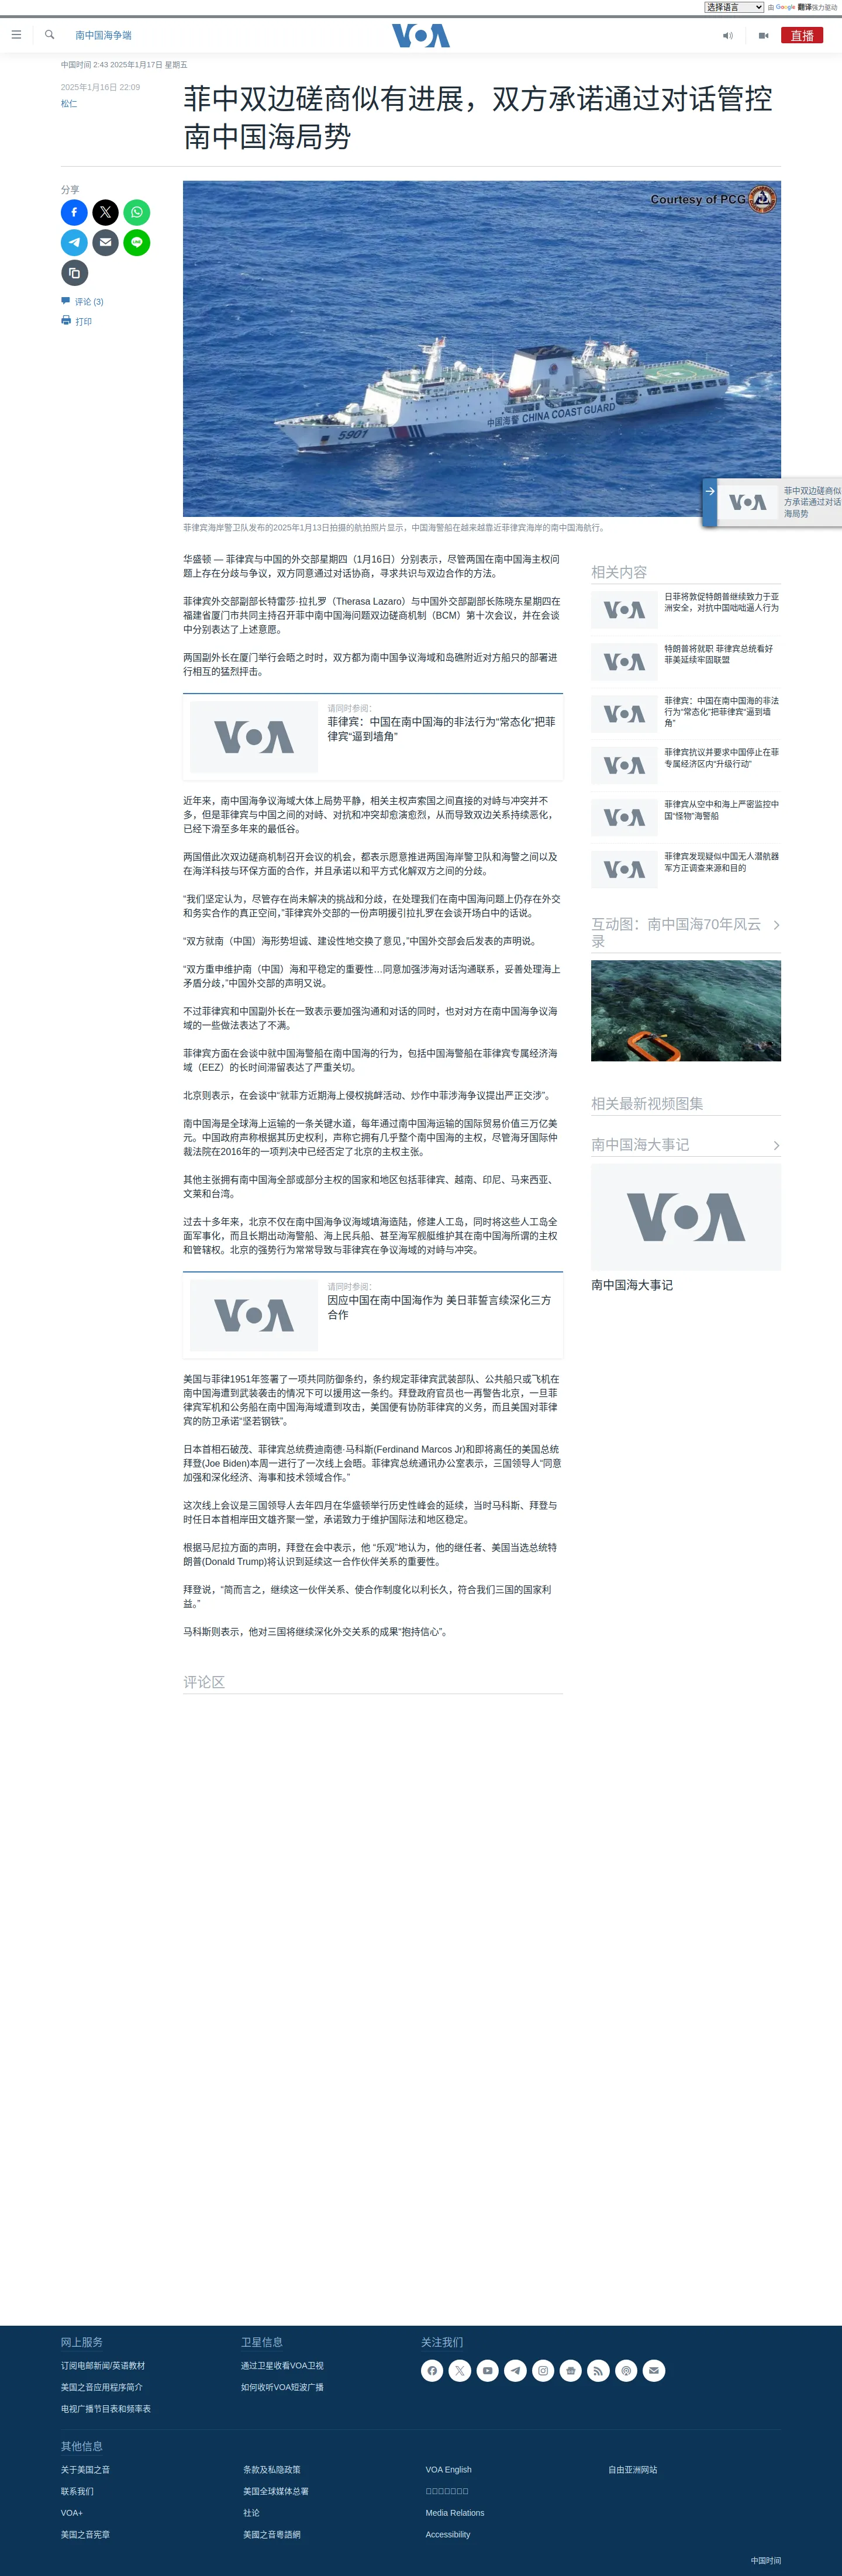 选择语言 由 Google 翻译强力驱动
南中国海争端
VOA
直播
中国时间 2:43 2025年1月17日 星期五
2025年1月16日 22:09
松仁
菲中双边磋商似有进展，双方承诺通过对话管控
南中国海局势
分享
评论 (3)
打印
Courtesy of PCG
5901
中国海警 CHINA COAST GUARD
菲律宾海岸警卫队发布的2025年1月13日拍摄的航拍照片显示，中国海警船在越来越靠近菲律宾海岸的南中国海航行。
VOA
菲中双边磋商似
方承诺通过对话
海局势
华盛顿 — 菲律宾与中国的外交部星期四（1月16日）分别表示，尽管两国在南中国海主权问
题上存在分歧与争议，双方同意通过对话协商，寻求共识与双边合作的方法。
菲律宾外交部副部长特雷莎·拉扎罗（Therasa Lazaro）与中国外交部副部长陈晓东星期四在
福建省厦门市共同主持召开菲中南中国海问题双边磋商机制（BCM）第十次会议，并在会谈
中分别表达了上述意愿。
两国副外长在厦门举行会晤之时时，双方都为南中国争议海域和岛礁附近对方船只的部署进
行相互的猛烈抨击。
VOA
请同时参阅：
菲律宾：中国在南中国海的非法行为“常态化”把菲
律宾“逼到墙角”
近年来，南中国海争议海域大体上局势平静，相关主权声索国之间直接的对峙与冲突并不
多，但是菲律宾与中国之间的对峙、对抗和冲突却愈演愈烈，从而导致双边关系持续恶化，
已经下滑至多年来的最低谷。
两国借此次双边磋商机制召开会议的机会，都表示愿意推进两国海岸警卫队和海警之间以及
在海洋科技与环保方面的合作，并且承诺以和平方式化解双方之间的分歧。
“我们坚定认为，尽管存在尚未解决的挑战和分歧，在处理我们在南中国海问题上仍存在外交
和务实合作的真正空间，”菲律宾外交部的一份声明援引拉扎罗在会谈开场白中的话说。
“双方就南（中国）海形势坦诚、建设性地交换了意见，”中国外交部会后发表的声明说。
“双方重申维护南（中国）海和平稳定的重要性…同意加强涉海对话沟通联系，妥善处理海上
矛盾分歧，”中国外交部的声明又说。
不过菲律宾和中国副外长在一致表示要加强沟通和对话的同时，也对对方在南中国海争议海
域的一些做法表达了不满。
菲律宾方面在会谈中就中国海警船在南中国海的行为，包括中国海警船在菲律宾专属经济海
域（EEZ）的长时间滞留表达了严重关切。
北京则表示，在会谈中“就菲方近期海上侵权挑衅活动、炒作中菲涉海争议提出严正交涉”。
南中国海是全球海上运输的一条关键水道，每年通过南中国海运输的国际贸易价值三万亿美
元。中国政府声称根据其历史权利，声称它拥有几乎整个南中国海的主权，尽管海牙国际仲
裁法院在2016年的一项判决中已经否定了北京的主权主张。
其他主张拥有南中国海全部或部分主权的国家和地区包括菲律宾、越南、印尼、马来西亚、
文莱和台湾。
过去十多年来，北京不仅在南中国海争议海域填海造陆，修建人工岛，同时将这些人工岛全
面军事化，而且长期出动海警船、海上民兵船、甚至海军舰艇维护其在南中国海所谓的主权
和管辖权。北京的强势行为常常导致与菲律宾在争议海域的对峙与冲突。
VOA
请同时参阅：
因应中国在南中国海作为 美日菲誓言续深化三方
合作
美国与菲律1951年签署了一项共同防御条约，条约规定菲律宾武装部队、公共船只或飞机在
南中国海遭到武装袭击的情况下可以援用这一条约。拜登政府官员也一再警告北京，一旦菲
律宾军机和公务船在南中国海海域遭到攻击，美国便有协防菲律宾的义务，而且美国对菲律
宾的防卫承诺“坚若钢铁”。
日本首相石破茂、菲律宾总统费迪南德·马科斯(Ferdinand Marcos Jr)和即将离任的美国总统
拜登(Joe Biden)本周一进行了一次线上会晤。菲律宾总统通讯办公室表示，三国领导人“同意
加强和深化经济、海事和技术领域合作。”
这次线上会议是三国领导人去年四月在华盛顿举行历史性峰会的延续，当时马科斯、拜登与
时任日本首相岸田文雄齐聚一堂，承诺致力于维护国际法和地区稳定。
根据马尼拉方面的声明，拜登在会中表示，他 “乐观”地认为，他的继任者、美国当选总统特
朗普(Donald Trump)将认识到延续这一合作伙伴关系的重要性。
拜登说，“简而言之，继续这一伙伴关系、使合作制度化以利长久，符合我们三国的国家利
益。”
马科斯则表示，他对三国将继续深化外交关系的成果“抱持信心”。
评论区
相关内容
VOA
日菲将敦促特朗普继续致力于亚
洲安全，对抗中国咄咄逼人行为
VOA
特朗普将就职 菲律宾总统看好
菲美延续牢固联盟
VOA
菲律宾：中国在南中国海的非法
行为“常态化”把菲律宾“逼到墙
角”
VOA
菲律宾抗议并要求中国停止在菲
专属经济区内“升级行动”
VOA
菲律宾从空中和海上严密监控中
国“怪物”海警船
VOA
菲律宾发现疑似中国无人潜航器
军方正调查来源和目的
互动图：南中国海70年风云
录
相关最新视频图集
南中国海大事记
VOA
南中国海大事记
网上服务
订阅电邮新闻/英语教材
美国之音应用程序简介
电视广播节目表和频率表
卫星信息
通过卫星收看VOA卫视
如何收听VOA短波广播
关注我们
其他信息
关于美国之音
联系我们
VOA+
美国之音宪章
条款及私隐政策
美国全球媒体总署
社论
美國之音粵語網
VOA English
Media Relations
Accessibility
自由亚洲网站
中国时间